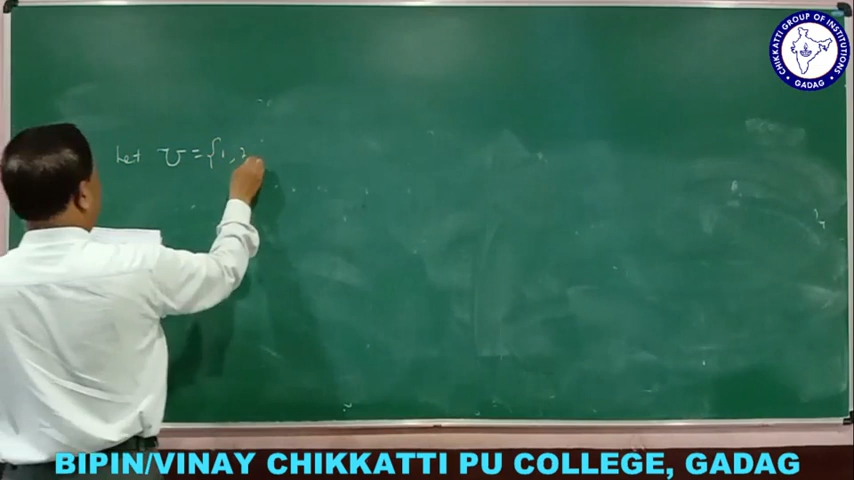 Let U = {1, 2
CHIKKATTI GROUP OF INSTITUTIONS
GADAG
BIPIN/VINAY CHIKKATTI PU COLLEGE, GADAG